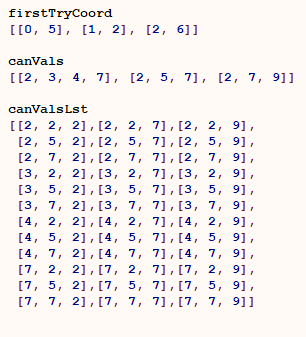 firstTryCoord
[[0, 5], [1, 2], [2, 6]]
canVals
[[2, 3, 4, 7], [2, 5, 7], [2, 7, 9]]
canValsLst
[[2, 2, 2],[2, 2, 7],[2, 2, 9],
[2, 5, 2],[2, 5, 7],[2, 5, 9],
[2, 7, 2],[2, 7, 7],[2, 7, 9],
[3, 2, 2],[3, 2, 7],[3, 2, 9],
[3, 5, 2],[3, 5, 7],[3, 5, 9],
[3, 7, 2],[3, 7, 7],[3, 7, 9],
[4, 2, 2],[4, 2, 7],[4, 2, 9],
[4, 5, 2],[4, 5, 7],[4, 5, 9],
[4, 7, 2],[4, 7, 7],[4, 7, 9],
[7, 2, 2],[7, 2, 7],[7, 2, 9],
[7, 5, 2],[7, 5, 7],[7, 5, 9],
[7, 7, 2],[7, 7, 7],[7, 7, 9]]